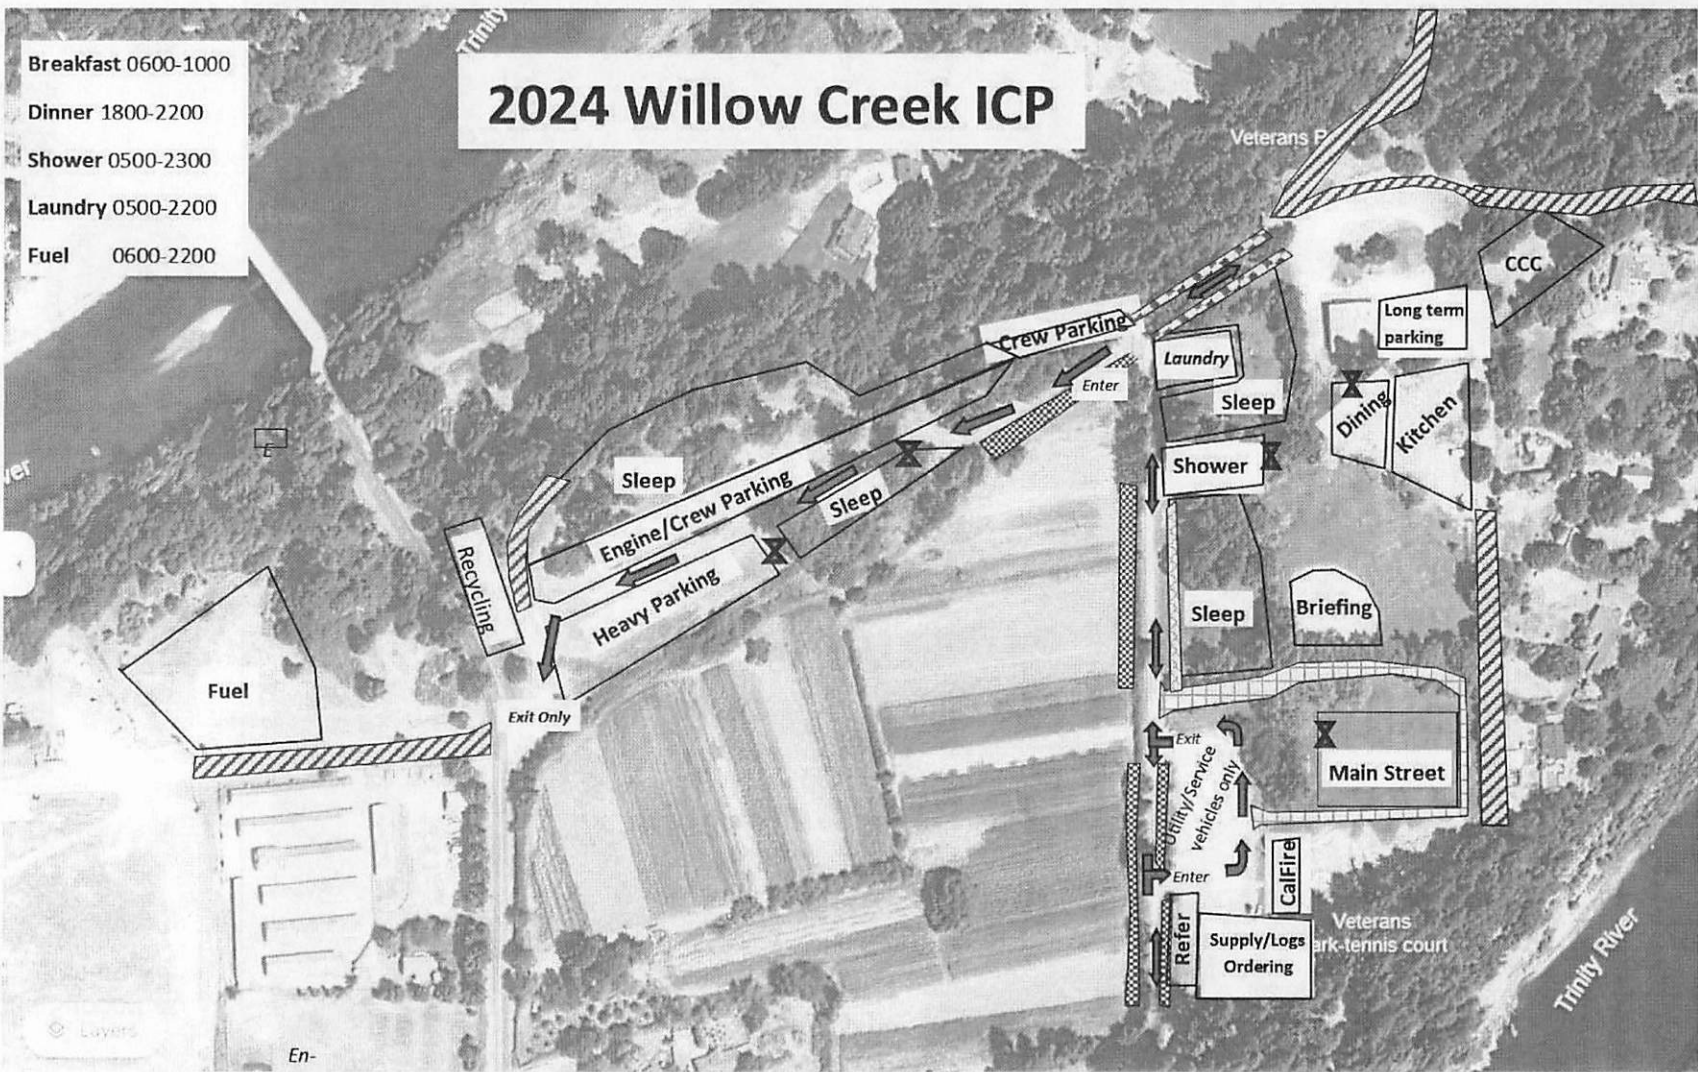 Breakfast 0600-1000
Dinner 1800-2200
Shower 0500-2300
Laundry 0500-2200
Fuel 0600-2200
Trinity
2024 Willow Creek ICP
Veterans P
CCC
Long term
parking
Crew Parking
Laundry
Enter
Sleep
Dining
Kitchen
Shower
Sleep
Engine/Crew Parking
Sleep
Recycling
Heavy Parking
Sleep
Briefing
Fuel
Exit Only
Exit
Utility/Service
vehicles only
Main Street
Enter
CalFire
Refer
Supply/Logs
Ordering
Veterans
ark-tennis court
Trinity River
ver
E
Layers
En-